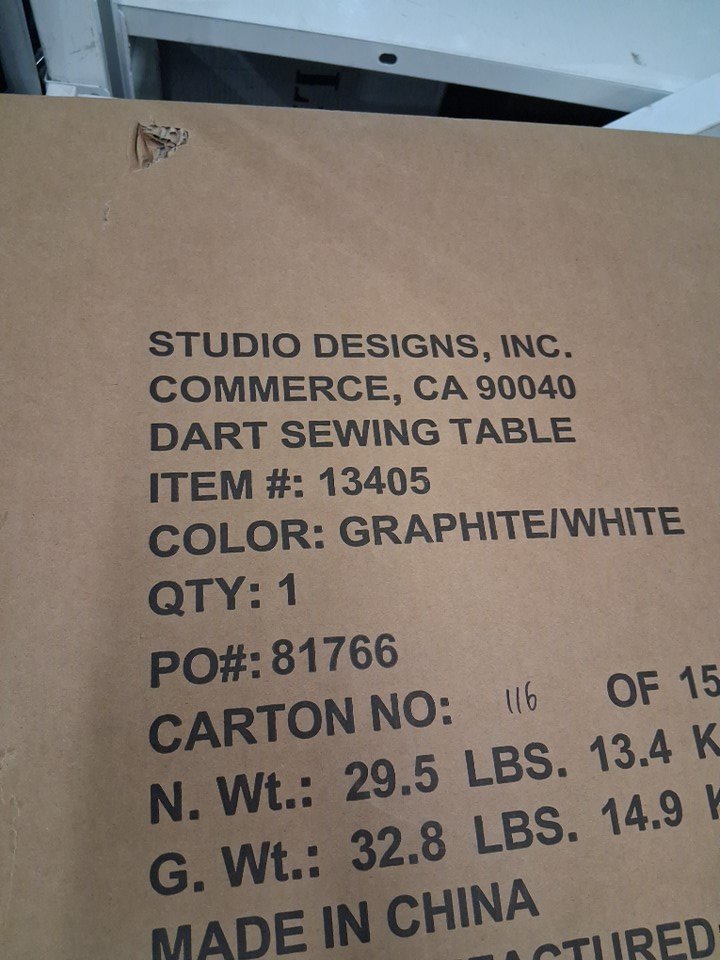 STUDIO DESIGNS, INC.
COMMERCE, CA 90040
DART SEWING TABLE
ITEM #: 13405
COLOR: GRAPHITE/WHITE
QTY: 1
PO#: 81766
CARTON NO: 116 OF 15
N. Wt.: 29.5 LBS. 13.4 K
G. Wt.: 32.8 LBS. 14.9 K
MADE IN CHINA